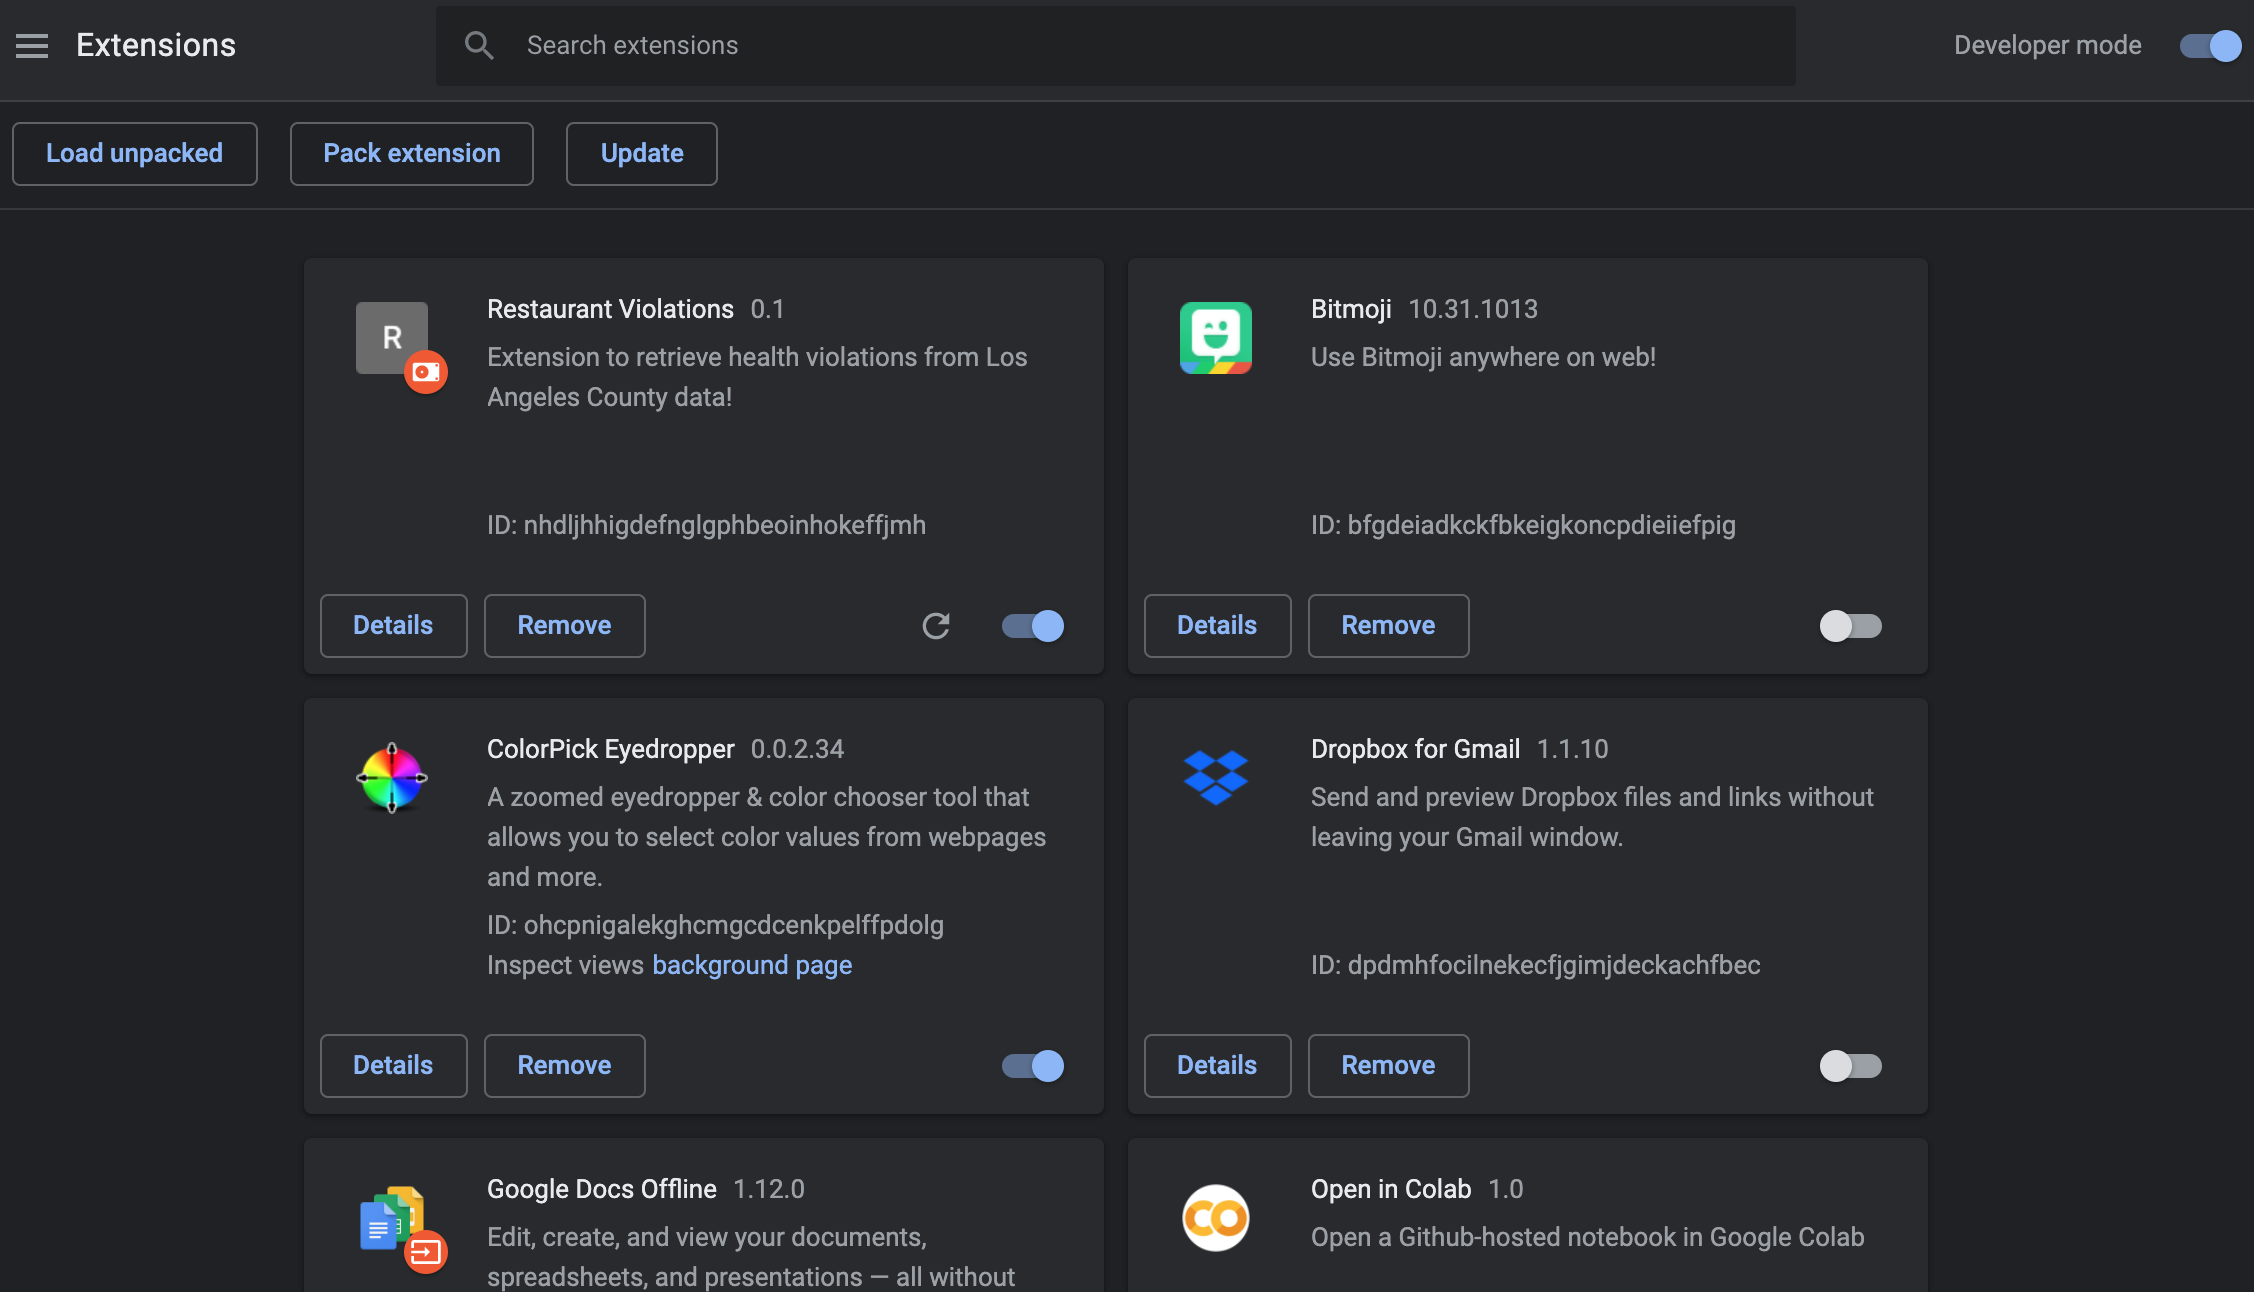 Extensions
Search extensions
Developer mode
Load unpacked
Pack extension
Update
R
Restaurant Violations 0.1
Extension to retrieve health violations from Los
Angeles County data!
ID: nhdljhhigdefnglgphbeoinhokeffjmh
Details
Remove
Bitmoji 10.31.1013
Use Bitmoji anywhere on web!
ID: bfgdeiadkckfbkeigkoncpdieiiefpig
Details
Remove
ColorPick Eyedropper 0.0.2.34
A zoomed eyedropper & color chooser tool that
allows you to select color values from webpages
and more.
ID: ohcpnigalekghcmgcdcenkpelffpdolg
Inspect views background page
Details
Remove
Dropbox for Gmail 1.1.10
Send and preview Dropbox files and links without
leaving your Gmail window.
ID: dpdmhfocilnekecfjgimjdeckachfbec
Details
Remove
Google Docs Offline 1.12.0
Edit, create, and view your documents,
spreadsheets, and presentations — all without
Open in Colab 1.0
Open a Github-hosted notebook in Google Colab